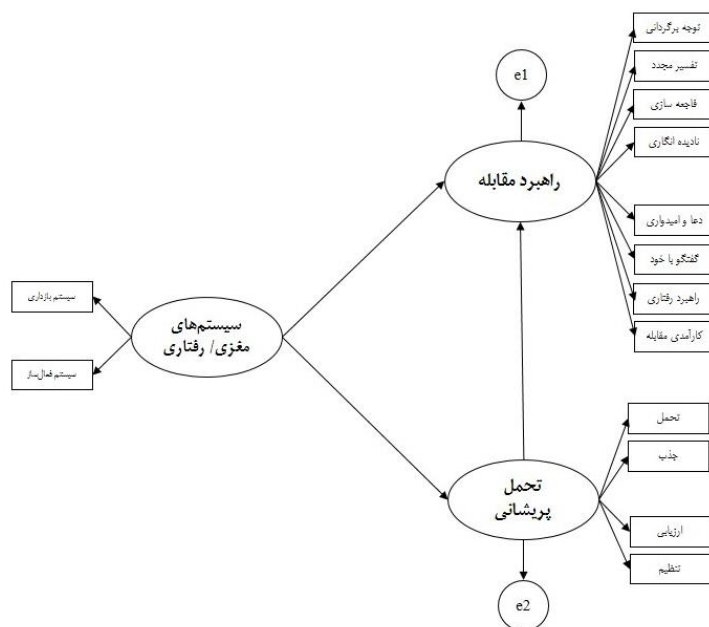 توجه برگردانی
تفسیر مجدد
فاجعه سازی
نادیده انگاری
دعا و امیدواری
گفتگو با خود
راهبرد رفتاری
کارآمدی مقابله
e1
راهبرد مقابله
سیستم بازداری
سیستم فعال‌ساز
سیستم‌های
مغزی/ رفتاری
تحمل
پریشانی
e2
تحمل
جذب
ارزیابی
تنظیم